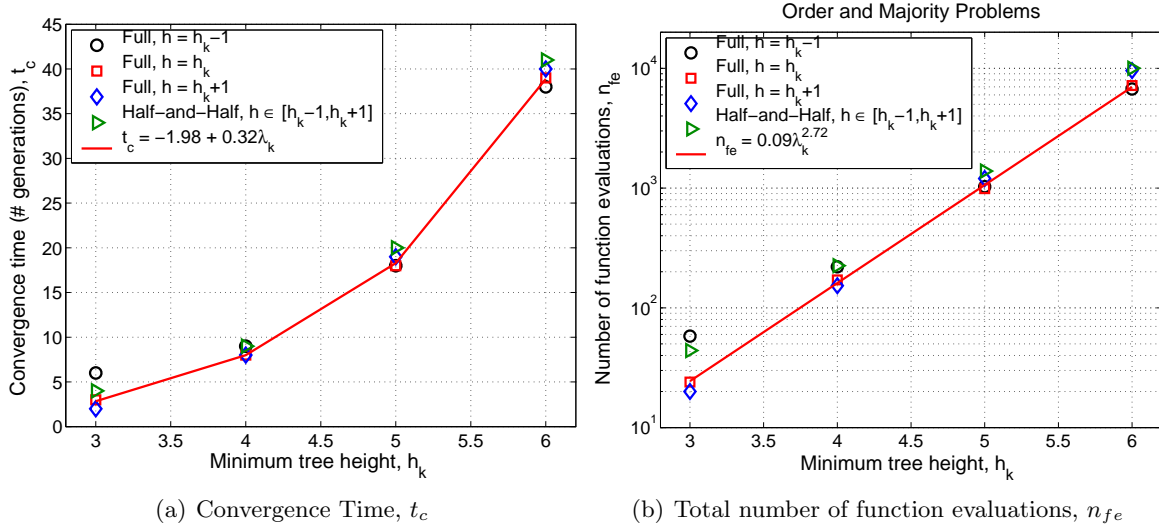 45
40
35
30
25
20
15
10
5
0
Convergence time (# generations), t_c
Full, h = h_k−1
Full, h = h_k
Full, h = h_k+1
Half−and−Half, h ∈ [h_k−1,h_k+1]
t_c = −1.98 + 0.32λ_k
3 3.5 4 4.5 5 5.5 6
Minimum tree height, h_k
(a) Convergence Time, t_c
Order and Majority Problems
10^4
10^3
10^2
10^1
Number of function evaluations, n_fe
Full, h = h_k−1
Full, h = h_k
Full, h = h_k+1
Half−and−Half, h ∈ [h_k−1,h_k+1]
n_fe = 0.09λ_k^2.72
3 3.5 4 4.5 5 5.5 6
Minimum tree height, h_k
(b) Total number of function evaluations, n_fe